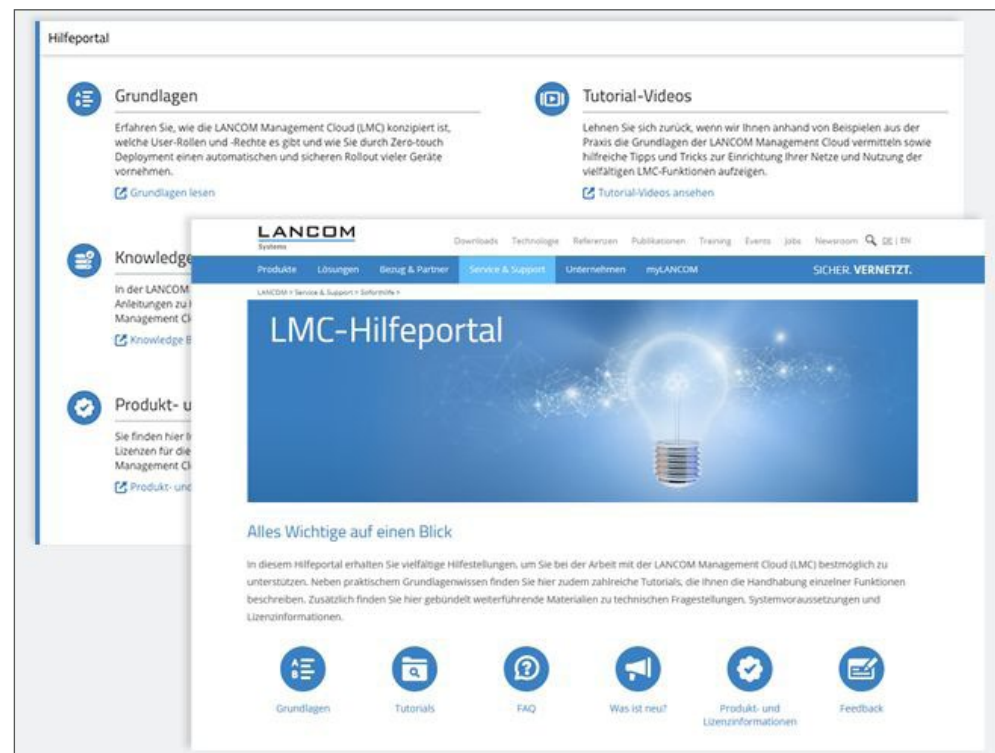 Hilfeportal
Grundlagen
Erfahren Sie, wie die LANCOM Management Cloud (LMC) konzipiert ist,
welche User-Rollen und -Rechte es gibt und wie Sie durch Zero-touch
Deployment einen automatischen und sicheren Rollout vieler Geräte
vornehmen.
Grundlagen lesen
Tutorial-Videos
Lehnen Sie sich zurück, wenn wir Ihnen anhand von Beispielen aus der
Praxis die Grundlagen der LANCOM Management Cloud vermitteln sowie
hilfreiche Tipps und Tricks zur Einrichtung Ihrer Netze und Nutzung der
vielfältigen LMC-Funktionen aufzeigen.
Tutorial-Videos ansehen
Knowledge
In der LANCOM
Anleitungen zu
Management Cl
Knowledge B
Produkt- u
Sie finden hier
Lizenzen für die
Management Cl
Produkt- und
LANCOM
Systems
Downloads Technologie Referenzen Publikationen Training Events Jobs Newsroom DE | EN
Produkte Lösungen Bezug & Partner Service & Support Unternehmen myLANCOM SICHER. VERNETZT.
LANCOM > Service & Support > Soforthilfe >
LMC-Hilfeportal
Alles Wichtige auf einen Blick
In diesem Hilfeportal erhalten Sie vielfältige Hilfestellungen, um Sie bei der Arbeit mit der LANCOM Management Cloud (LMC) bestmöglich zu
unterstützen. Neben praktischem Grundlagenwissen finden Sie hier zudem zahlreiche Tutorials, die Ihnen die Handhabung einzelner Funktionen
beschreiben. Zusätzlich finden Sie hier gebündelt weiterführende Materialien zu technischen Fragestellungen, Systemvoraussetzungen und
Lizenzinformationen.
Grundlagen Tutorials FAQ Was ist neu? Produkt- und Feedback
Lizenzinformationen